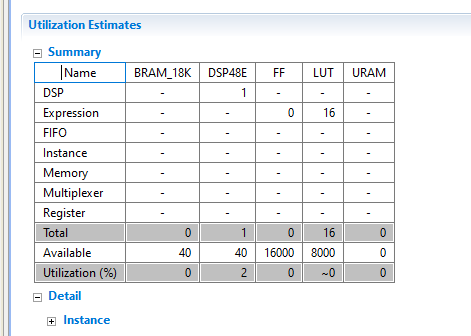 Utilization Estimates
Summary
Name BRAM_18K DSP48E FF LUT URAM
DSP - 1 - - -
Expression - - 0 16 -
FIFO - - - - -
Instance - - - - -
Memory - - - - -
Multiplexer - - - - -
Register - - - - -
Total 0 1 0 16 0
Available 40 40 16000 8000 0
Utilization (%) 0 2 0 ~0 0
Detail
Instance